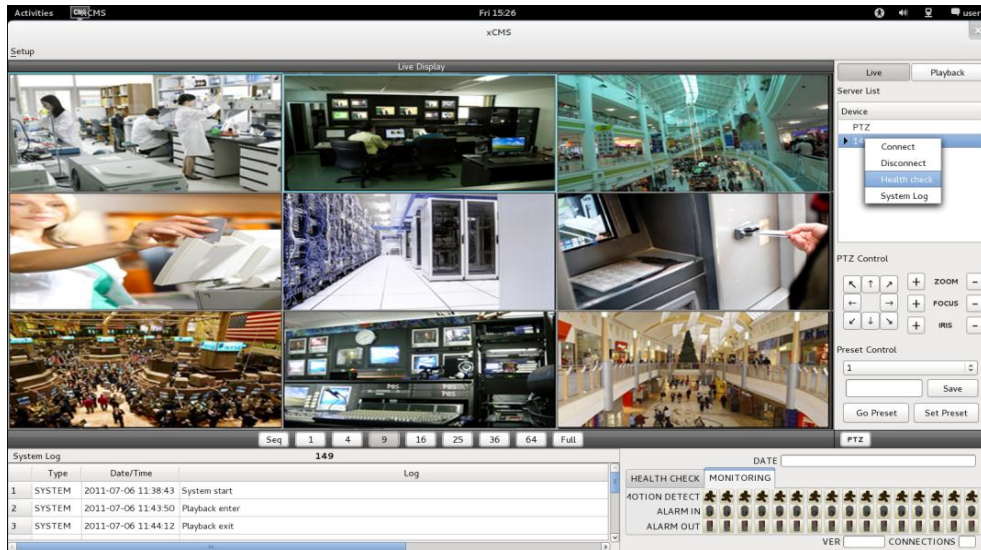 Activities xCMS Fri 15:26 user
xCMS
Setup
Live Display
Live Playback
Server List
Device
PTZ
Connect
Disconnect
Health check
System Log
PTZ Control
+ ZOOM -
+ FOCUS -
+ IRIS -
Preset Control
1
Save
Go Preset Set Preset
Seq 1 4 9 16 25 36 64 Full
PTZ
System Log 149
Type Date/Time Log
1 SYSTEM 2011-07-06 11:38:43 System start
2 SYSTEM 2011-07-06 11:43:50 Playback enter
3 SYSTEM 2011-07-06 11:44:12 Playback exit
DATE
HEALTH CHECK MONITORING
MOTION DETECT
ALARM IN
ALARM OUT
VER CONNECTIONS
PBS PBS
PBS